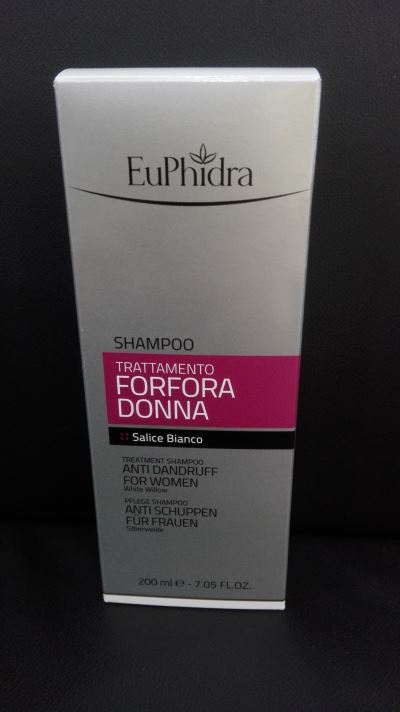 EuPhidra
SHAMPOO
TRATTAMENTO
FORFORA
DONNA
Salice Bianco
TREATMENT SHAMPOO
ANTI DANDRUFF
FOR WOMEN
White Willow
PFLEGE SHAMPOO
ANTI SCHUPPEN
FÜR FRAUEN
Silberweide
200 ml ℮ - 7.05 FL.OZ.